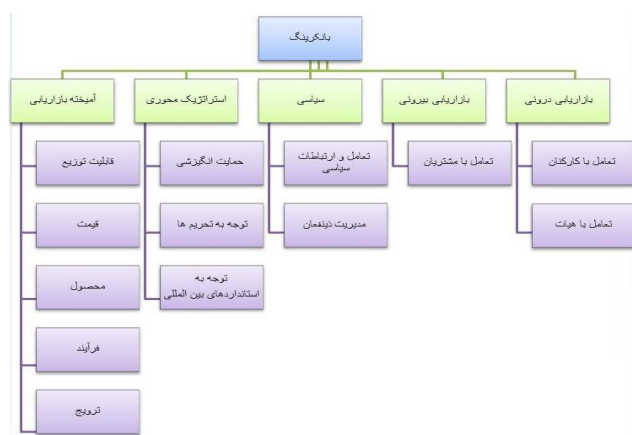 بانکرینگ
بازاریابی درونی
بازاریابی بیرونی
سیاسی
استراتژیک محوری
آمیخته بازاریابی
تعامل با کارکنان
تعامل با هیات
تعامل با مشتریان
تعامل و ارتباطات
سیاسی
مدیریت ذینفعان
حمایت انگیزشی
توجه به تحریم ها
توجه به
استانداردهای بین المللی
قابلیت توزیع
قیمت
محصول
فرآیند
ترویج